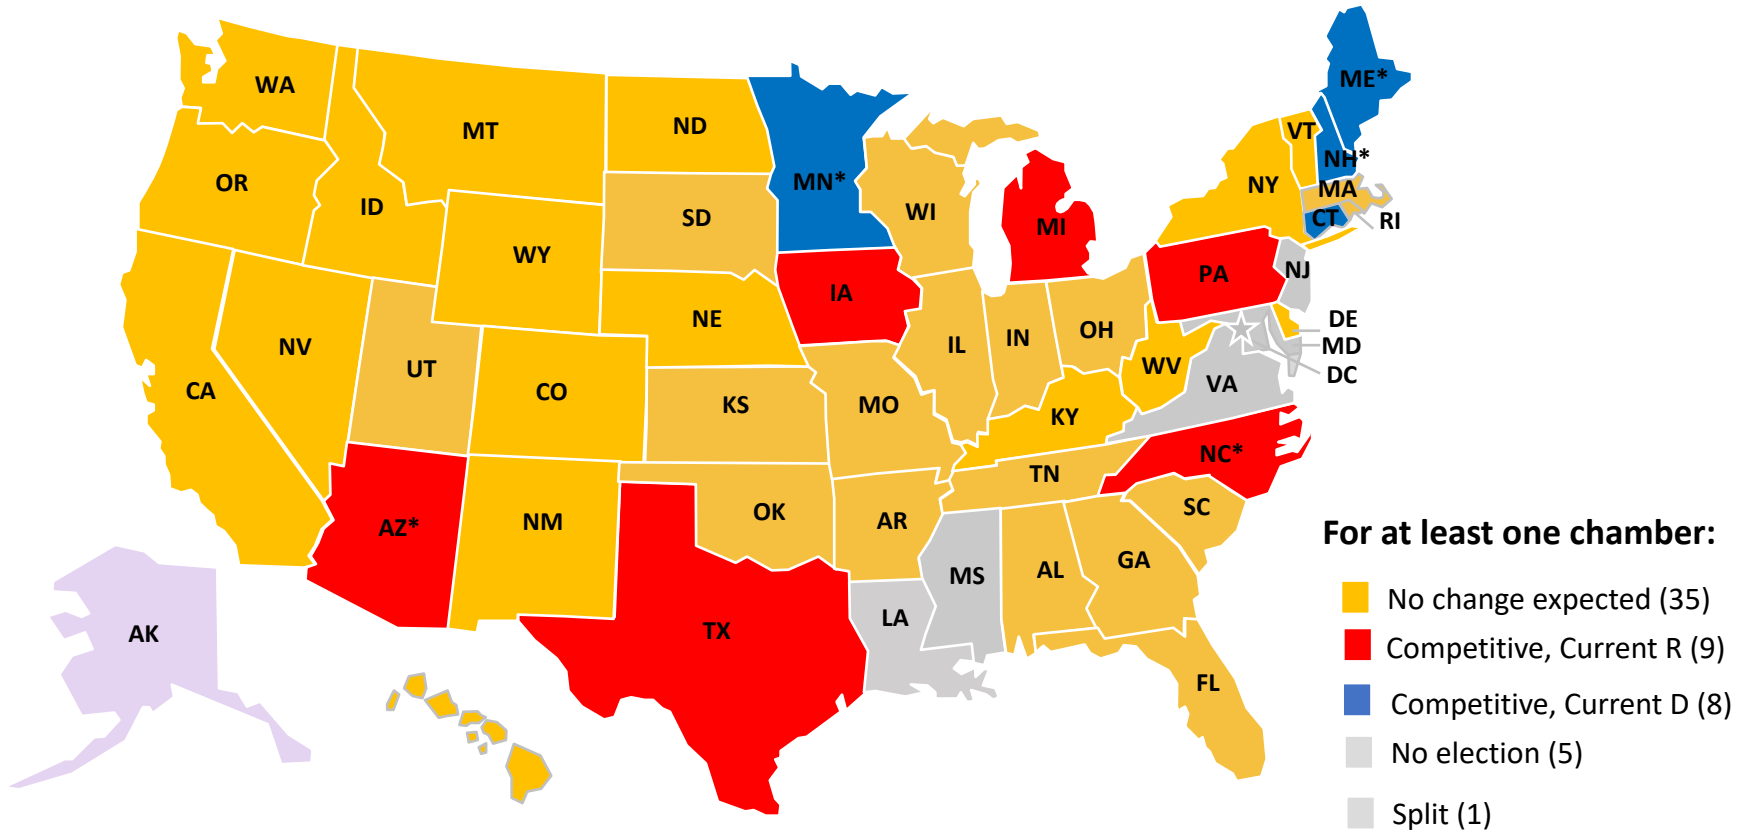 ME*
WA
MT
ND
VT
NH*
OR
MN*
NY
MA
ID
SD
WI
CT
RI
MI
WY
PA
NJ
IA
NE
DE
NV
IL
IN
OH
MD
UT
WV
DC
CA
CO
KS
MO
VA
KY
NC*
TN
AZ*
NM
OK
AR
SC
For at least one chamber:
MS
AL
GA
No change expected (35)
AK
TX
LA
Competitive, Current R (9)
FL
Competitive, Current D (8)
No election (5)
Split (1)